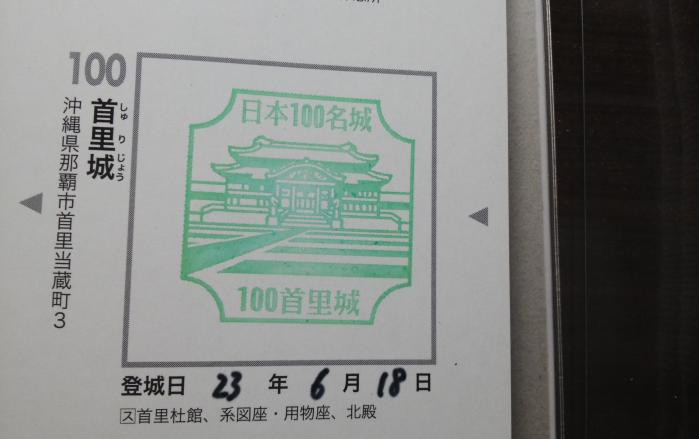 100
首里城
しゅりじょう
沖縄県那覇市首里当蔵町3
日本100名城
100首里城
登城日 23 年 6 月 18 日
ス首里杜館、系図座・用物座、北殿